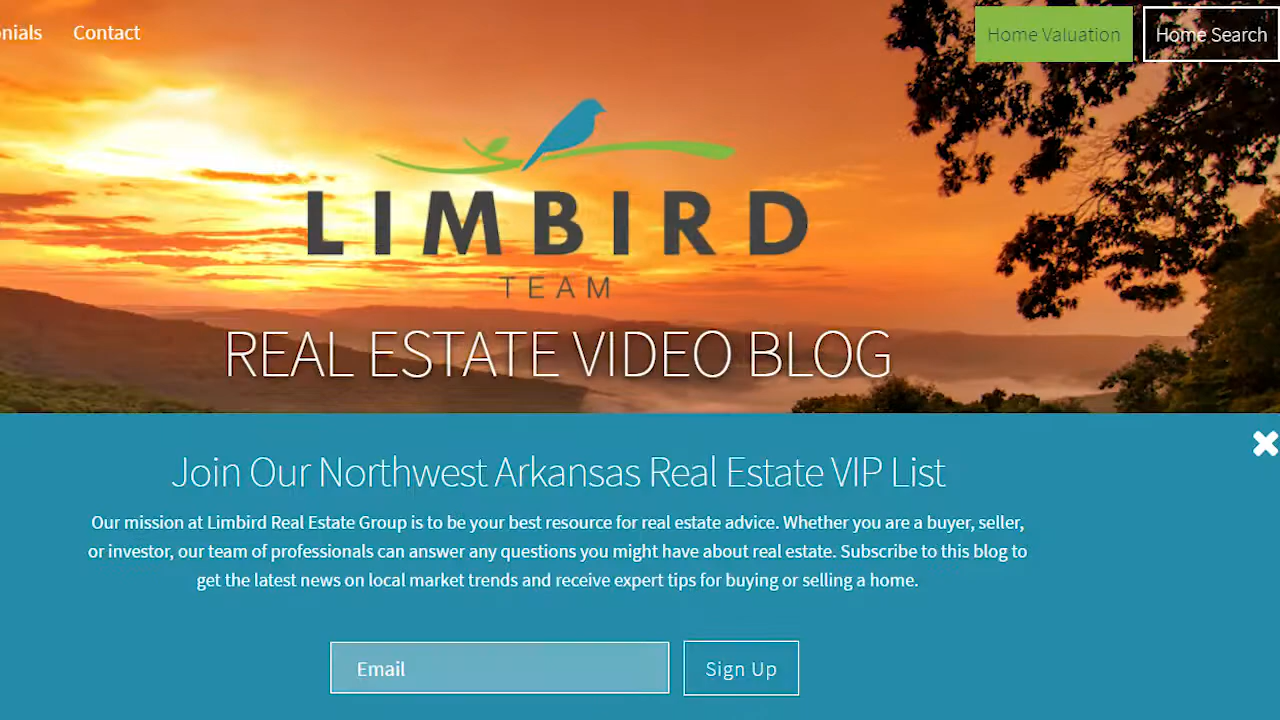 Contact
Home Valuation
Home Search
LIMBIRD
TEAM
REAL ESTATE VIDEO BLOG
Join Our Northwest Arkansas Real Estate VIP List
Our mission at Limbird Real Estate Group is to be your best resource for real estate advice. Whether you are a buyer, seller,
or investor, our team of professionals can answer any questions you might have about real estate. Subscribe to this blog to
get the latest news on local market trends and receive expert tips for buying or selling a home.
Email
Sign Up